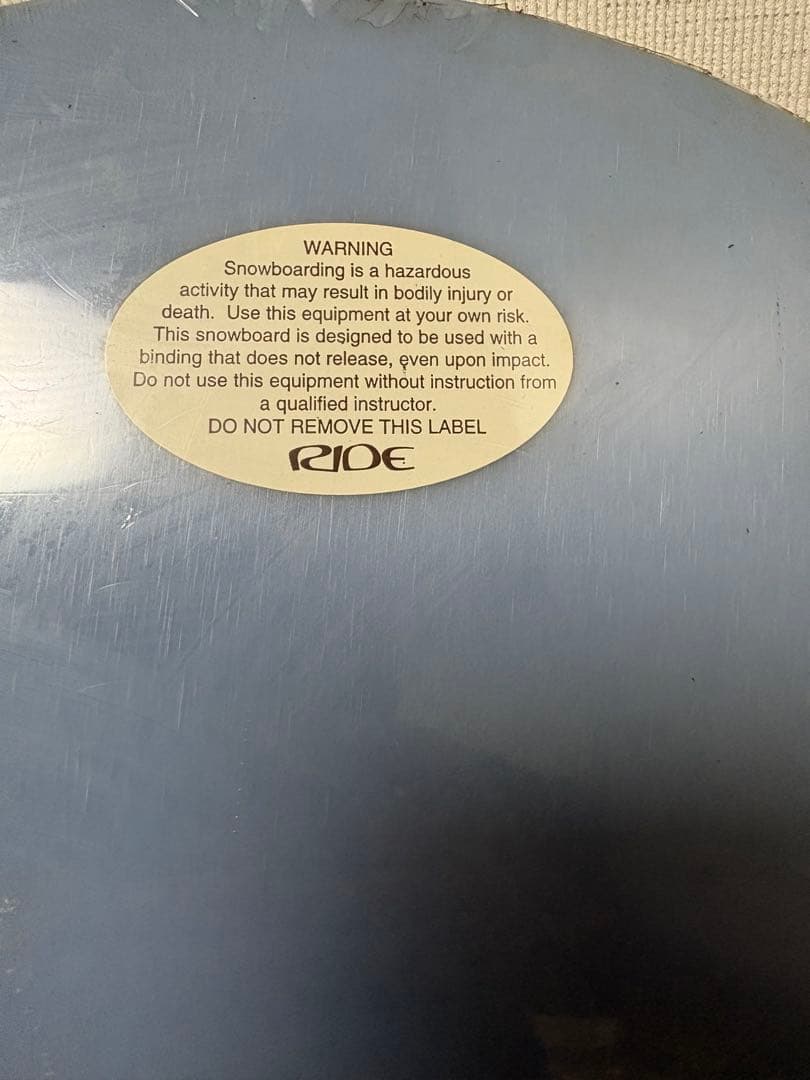 WARNING
Snowboarding is a hazardous
activity that may result in bodily injury or
death. Use this equipment at your own risk.
This snowboard is designed to be used with a
binding that does not release, even upon impact.
Do not use this equipment without instruction from
a qualified instructor.
DO NOT REMOVE THIS LABEL
RIDE